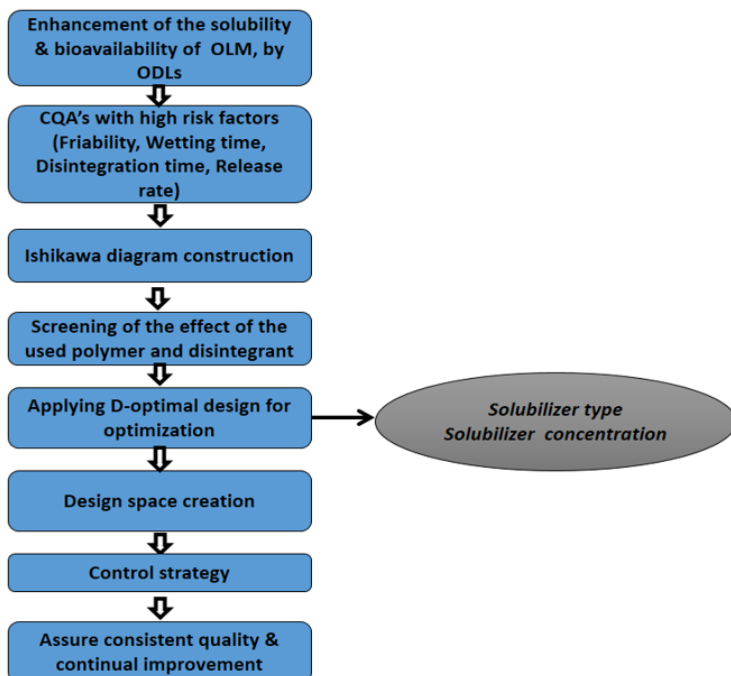 Enhancement of the solubility
& bioavailability of OLM, by
ODLs
CQA's with high risk factors
(Friability, Wetting time,
Disintegration time, Release
rate)
Ishikawa diagram construction
Screening of the effect of the
used polymer and disintegrant
Applying D-optimal design for
optimization
Solubilizer type
Solubilizer concentration
Design space creation
Control strategy
Assure consistent quality &
continual improvement